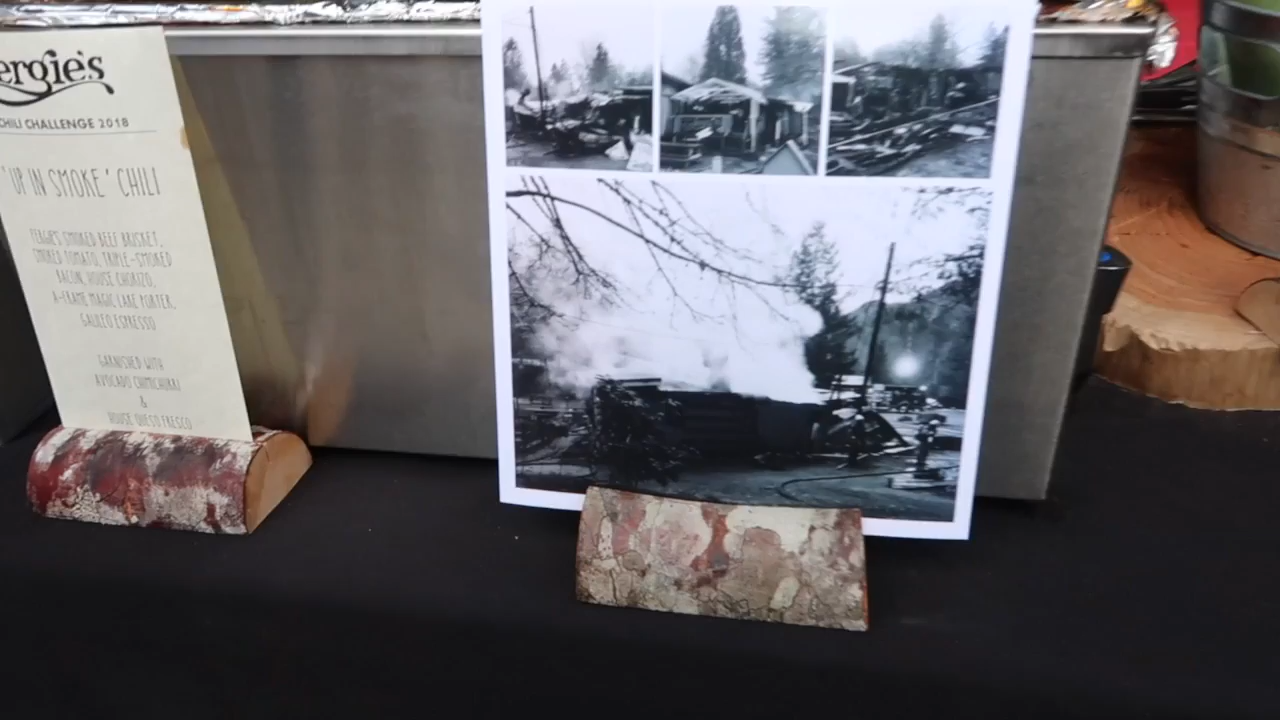 ergie's
CHILI CHALLENGE 2018
'UP IN SMOKE' CHILI
FERGIE'S SMOKED BEEF BRISKET,
SMOKED TOMATO, TRIPLE-SMOKED
BACON, HOUSE CHORIZO,
A-FRAME MAGIC LAKE PORTER,
GALILEO ESPRESSO
GARNISHED WITH
AVOCADO CHIMICHURRI
&
HOUSE QUESO FRESCO